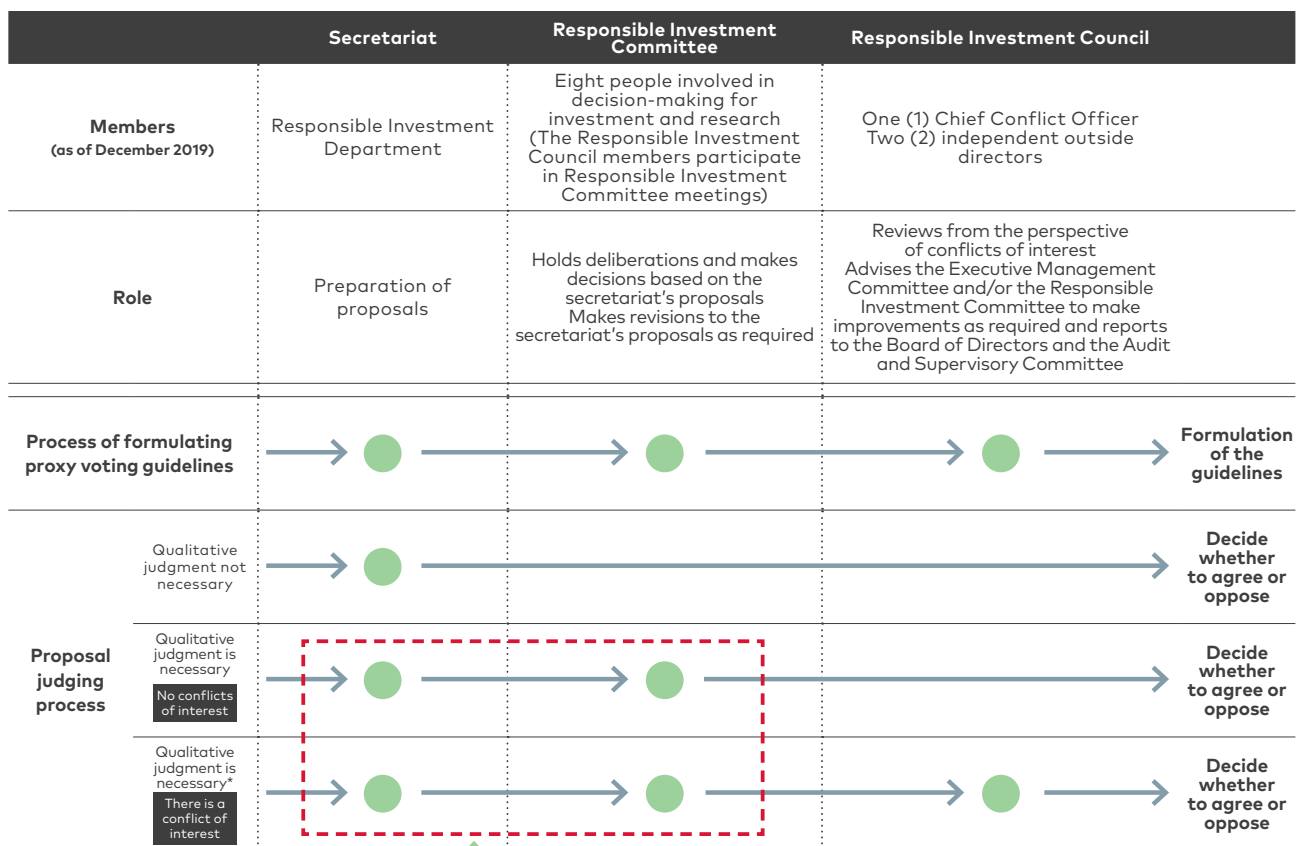 Secretariat
Responsible Investment
Committee
Responsible Investment Council
Members
(as of December 2019)
Responsible Investment
Department
Eight people involved in
decision-making for
investment and research
(The Responsible Investment
Council members participate
in Responsible Investment
Committee meetings)
One (1) Chief Conflict Officer
Two (2) independent outside
directors
Role
Preparation of
proposals
Holds deliberations and makes
decisions based on the
secretariat's proposals
Makes revisions to the
secretariat's proposals as required
Reviews from the perspective
of conflicts of interest
Advises the Executive Management
Committee and/or the Responsible
Investment Committee to make
improvements as required and reports
to the Board of Directors and the Audit
and Supervisory Committee
Process of formulating
proxy voting guidelines
Formulation
of the
guidelines
Proposal
judging
process
Qualitative
judgment not
necessary
Decide
whether
to agree or
oppose
Qualitative
judgment is
necessary
No conflicts
of interest
Decide
whether
to agree or
oppose
Qualitative
judgment is
necessary*
There is a
conflict of
interest
Decide
whether
to agree or
oppose